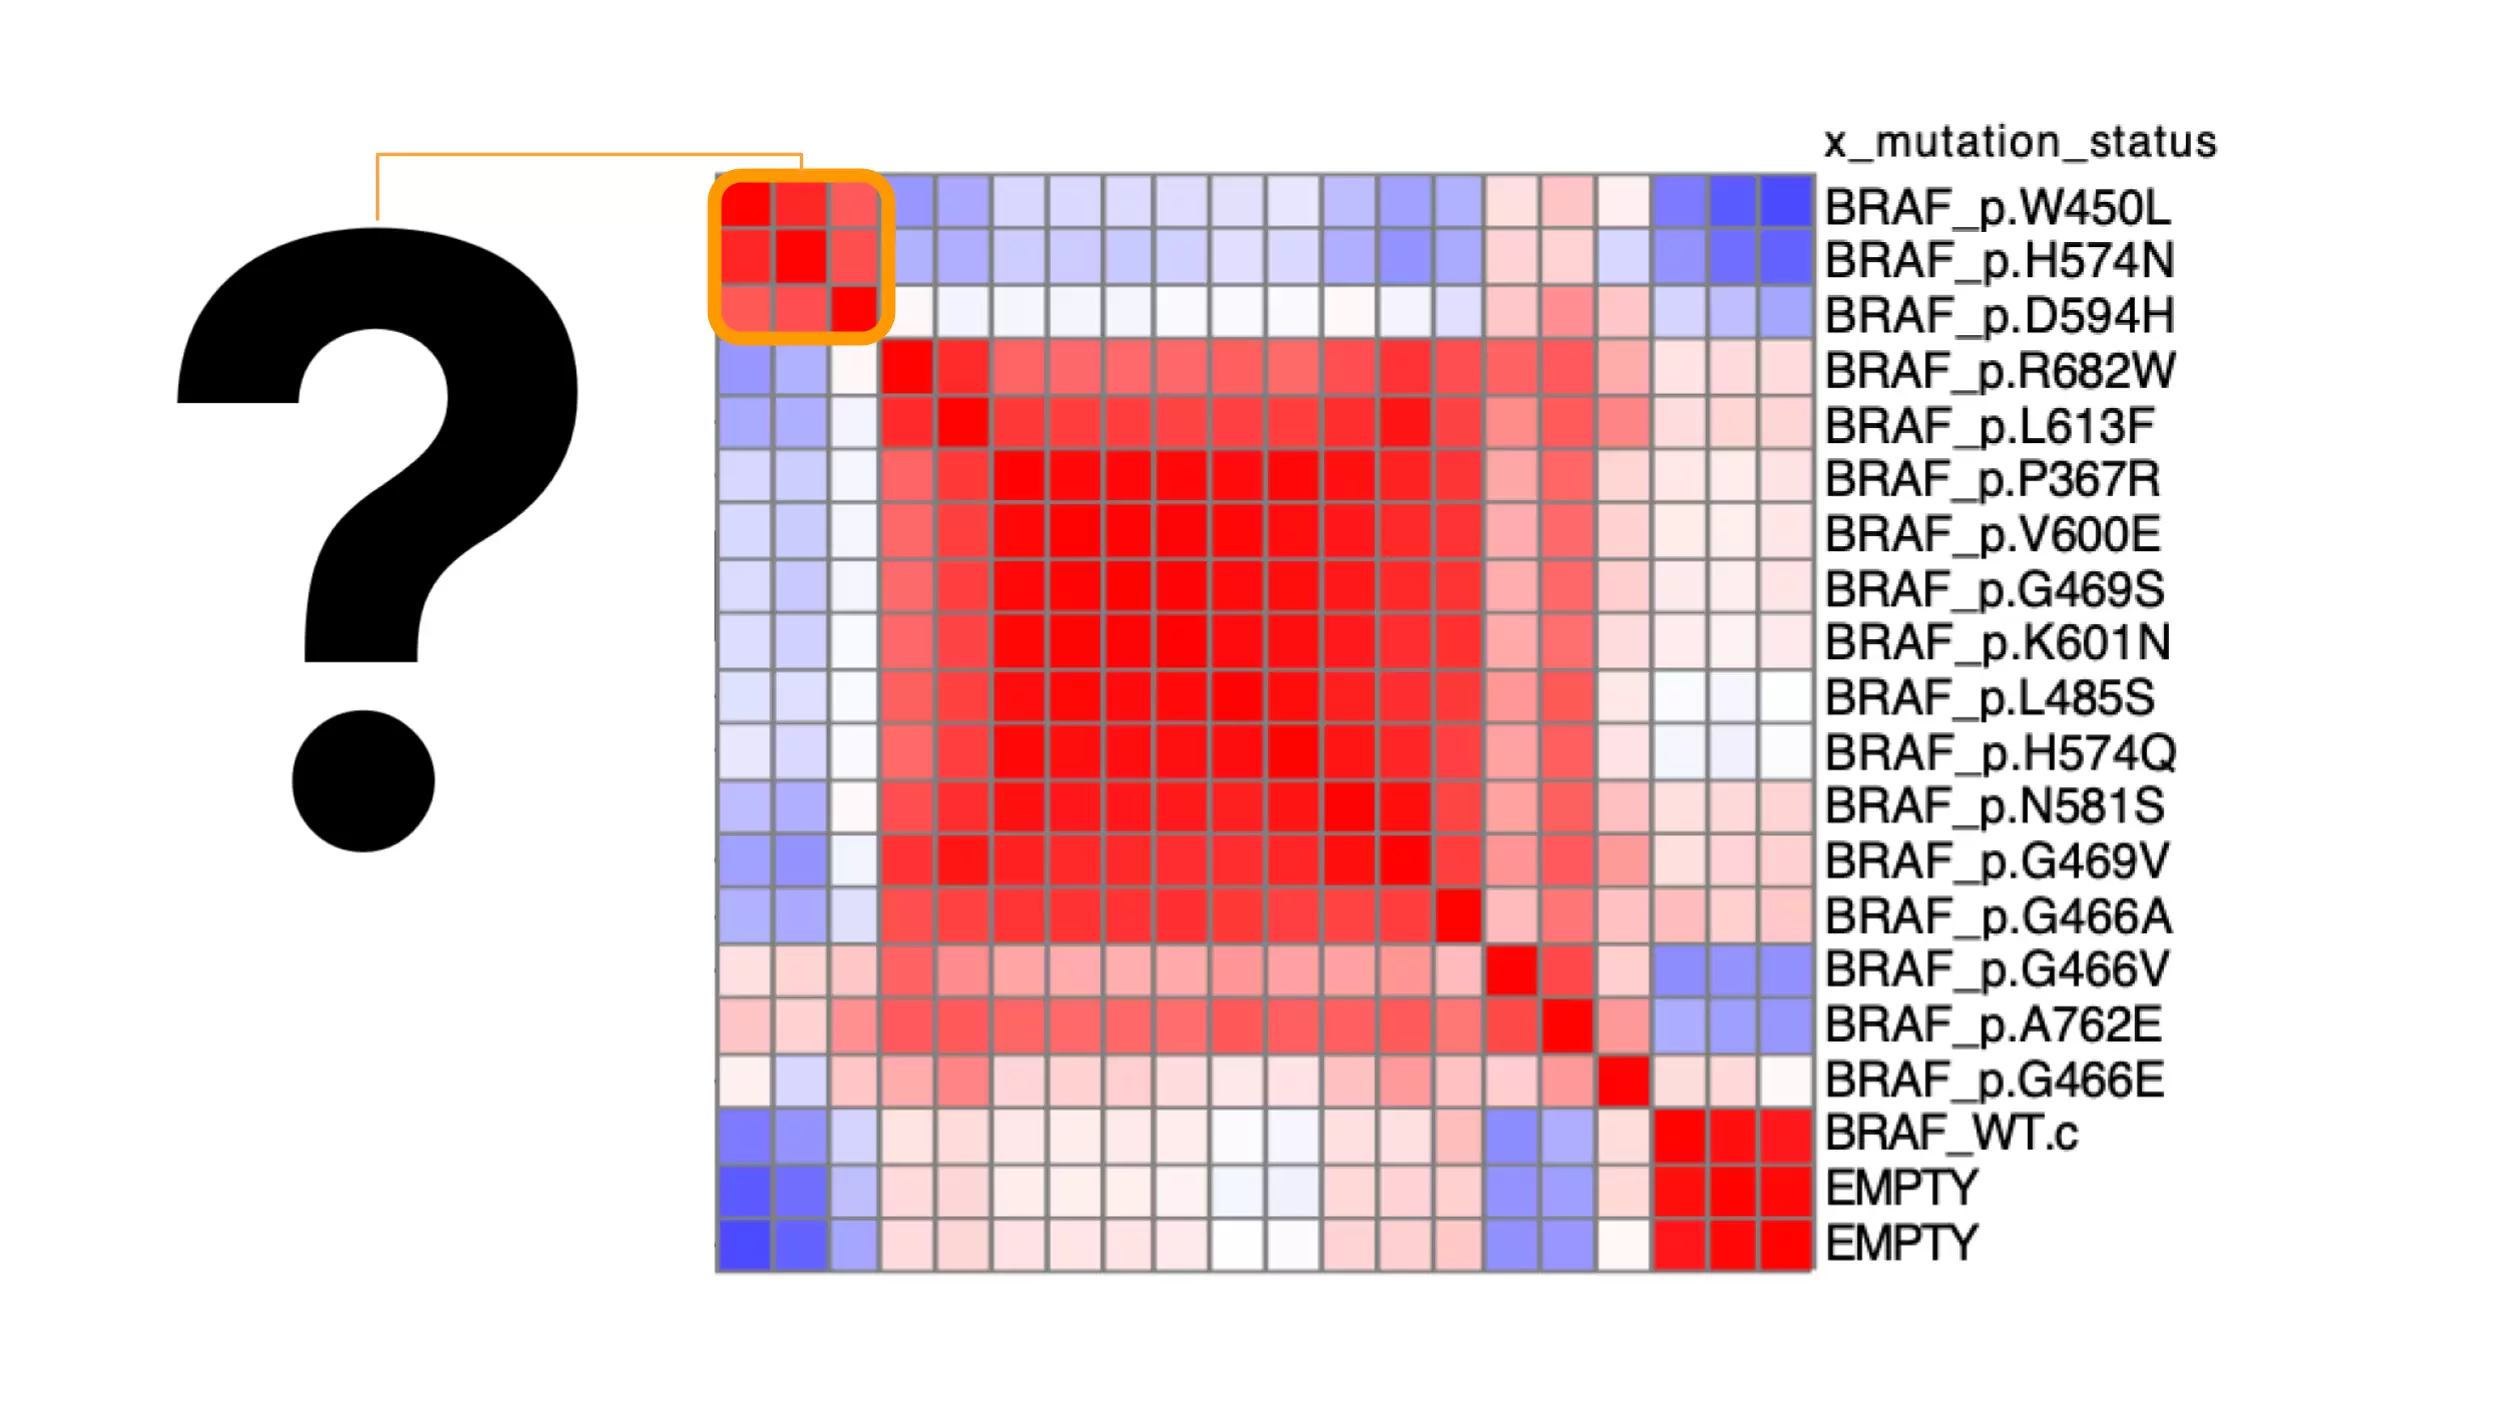 ?
x_mutation_status
BRAF_p.W450L
BRAF_p.H574N
BRAF_p.D594H
BRAF_p.R682W
BRAF_p.L613F
BRAF_p.P367R
BRAF_p.V600E
BRAF_p.G469S
BRAF_p.K601N
BRAF_p.L485S
BRAF_p.H574Q
BRAF_p.N581S
BRAF_p.G469V
BRAF_p.G466A
BRAF_p.G466V
BRAF_p.A762E
BRAF_p.G466E
BRAF_WT.c
EMPTY
EMPTY